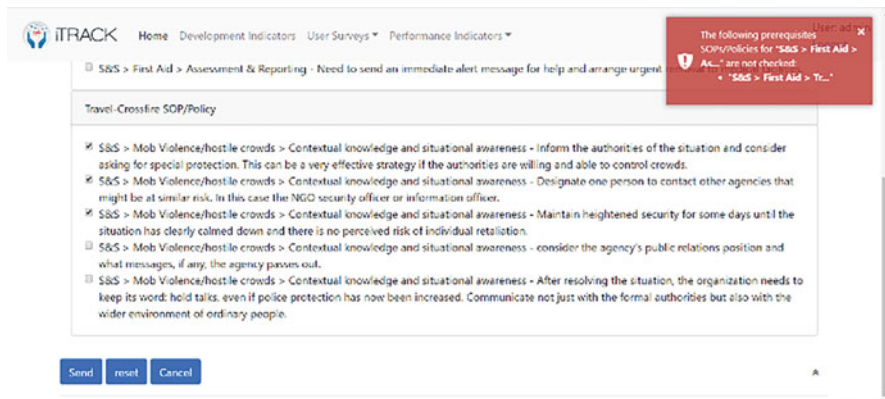 iTRACK Home Development Indicators User Surveys Performance Indicators User: admin
The following prerequisites
SOPs/Policies for "S&S > First Aid >
As..." are not checked:
• "S&S > First Aid > Tr..."
S&S > First Aid > Assessment & Reporting - Need to send an immediate alert message for help and arrange urgent
Travel-Crossfire SOP/Policy
S&S > Mob Violence/hostile crowds > Contextual knowledge and situational awareness - Inform the authorities of the situation and consider
asking for special protection. This can be a very effective strategy if the authorities are willing and able to control crowds.
S&S > Mob Violence/hostile crowds > Contextual knowledge and situational awareness - Designate one person to contact other agencies that
might be at similar risk. In this case the NGO security officer or information officer.
S&S > Mob Violence/hostile crowds > Contextual knowledge and situational awareness - Maintain heightened security for some days until the
situation has clearly calmed down and there is no perceived risk of individual retaliation.
S&S > Mob Violence/hostile crowds > Contextual knowledge and situational awareness - consider the agency's public relations position and
what messages, if any, the agency passes out.
S&S > Mob Violence/hostile crowds > Contextual knowledge and situational awareness - After resolving the situation, the organization needs to
keep its word: hold talks, even if police protection has now been increased. Communicate not just with the formal authorities but also with the
wider environment of ordinary people.
Send reset Cancel